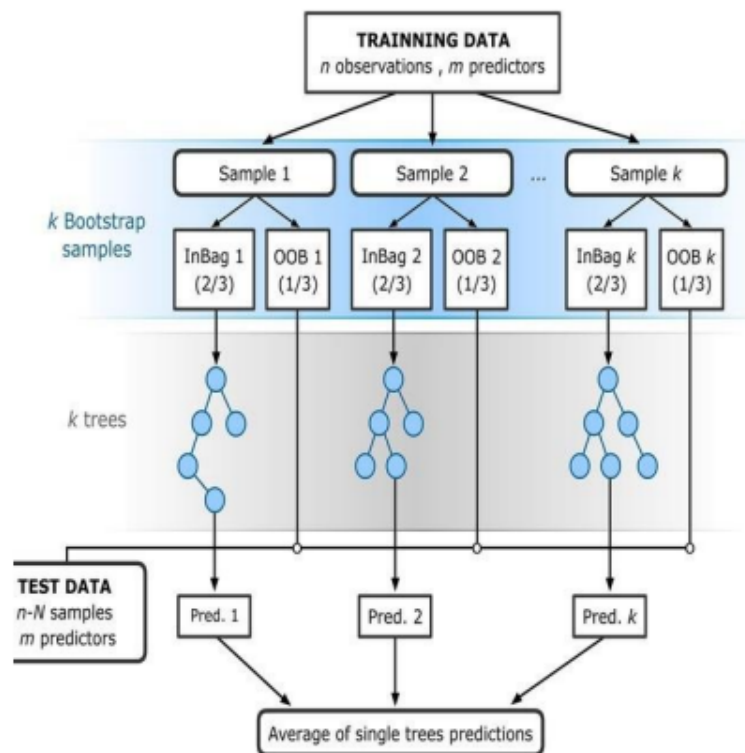 TRAINNING DATA
n observations , m predictors
Sample 1
Sample 2
...
Sample k
k Bootstrap
samples
InBag 1
(2/3)
OOB 1
(1/3)
InBag 2
(2/3)
OOB 2
(1/3)
InBag k
(2/3)
OOB k
(1/3)
k trees
TEST DATA
n-N samples
m predictors
Pred. 1
Pred. 2
Pred. k
Average of single trees predictions